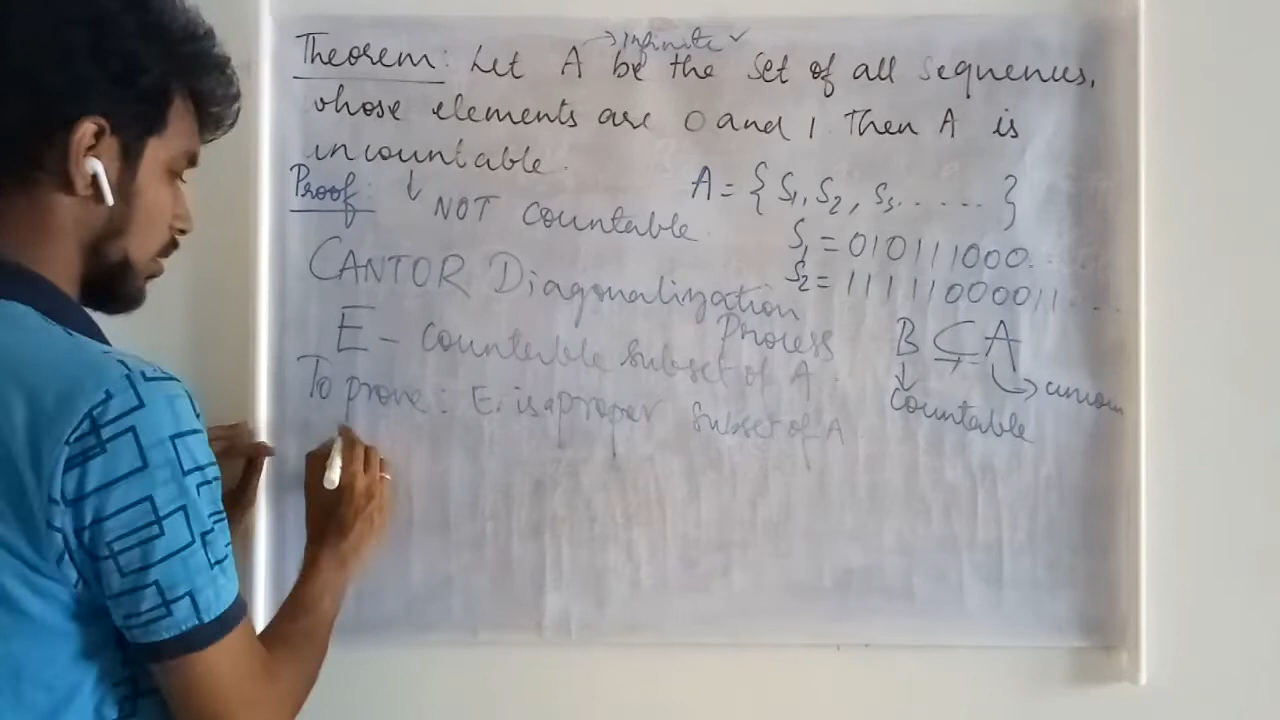 → infinite ✓
Theorem: Let A be the set of all sequences,
whose elements are 0 and 1. Then A is
uncountable.
Proof: ↓ NOT Countable.
A = { S1, S2, S3, . . . . . }
S1 = 010111000. . . .
S2 = 11111000011 . . . .
CANTOR Diagonalization
Process
E - Countable subset of A.
B ⊊ A
To prove: E is a proper subset of A
Countable